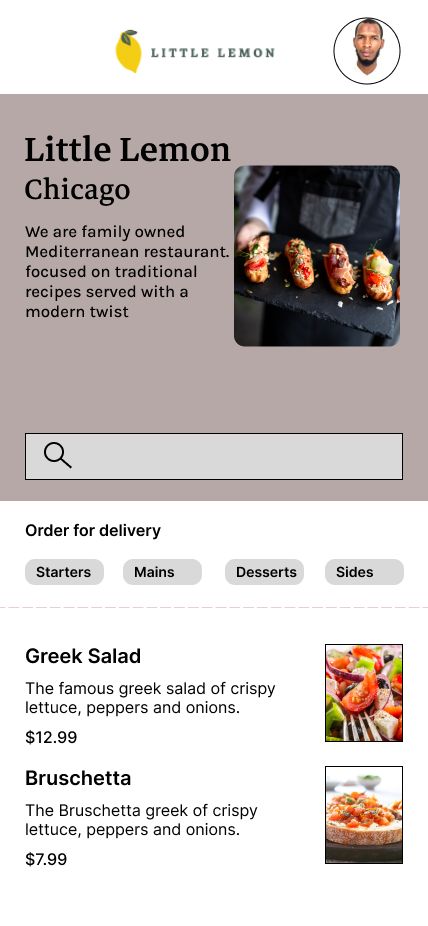 LITTLE LEMON
Little Lemon
Chicago
We are family owned
Mediterranean restaurant.
focused on traditional
recipes served with a
modern twist
Order for delivery
Starters
Mains
Desserts
Sides
Greek Salad
The famous greek salad of crispy
lettuce, peppers and onions.
$12.99
Bruschetta
The Bruschetta greek of crispy
lettuce, peppers and onions.
$7.99